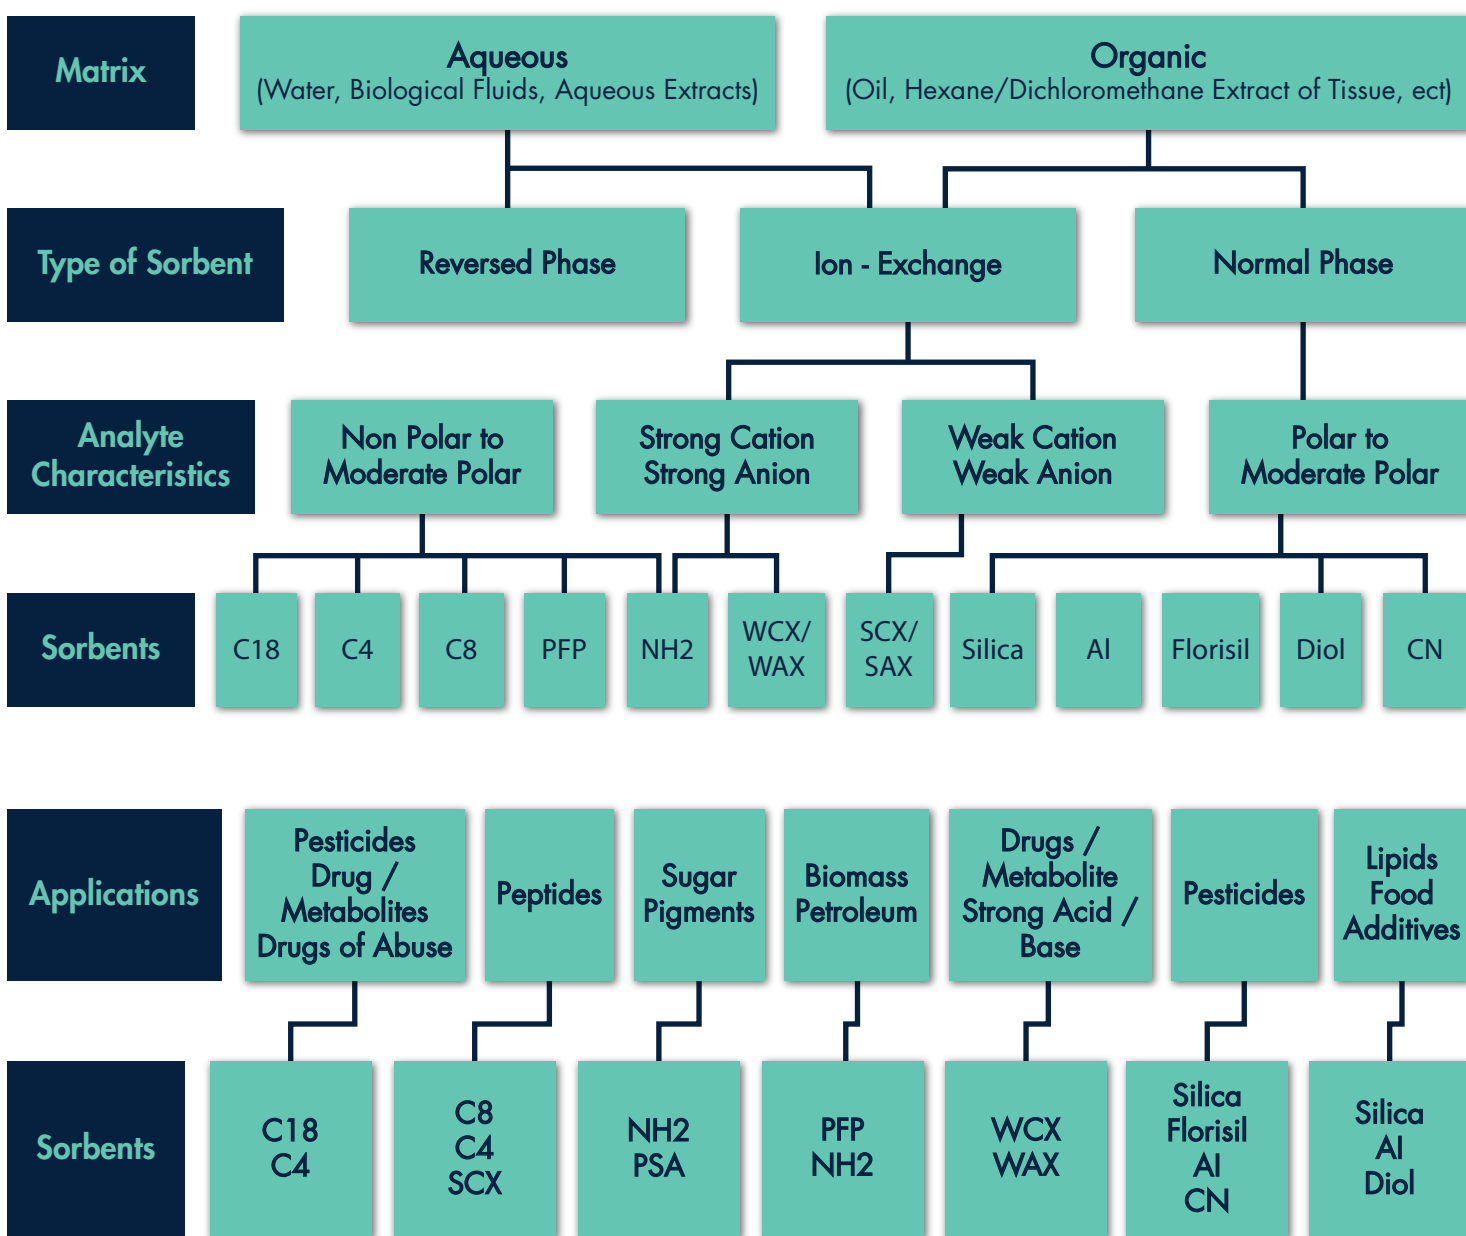 Matrix
Aqueous
(Water, Biological Fluids, Aqueous Extracts)
Organic
(Oil, Hexane/Dichloromethane Extract of Tissue, ect)
Type of Sorbent
Reversed Phase
Ion - Exchange
Normal Phase
Analyte
Characteristics
Non Polar to
Moderate Polar
Strong Cation
Strong Anion
Weak Cation
Weak Anion
Polar to
Moderate Polar
Sorbents
C18
C4
C8
PFP
NH2
WCX/
WAX
SCX/
SAX
Silica
Al
Florisil
Diol
CN
Applications
Pesticides
Drug /
Metabolites
Drugs of Abuse
Peptides
Sugar
Pigments
Biomass
Petroleum
Drugs /
Metabolite
Strong Acid /
Base
Pesticides
Lipids
Food
Additives
Sorbents
C18
C4
C8
C4
SCX
NH2
PSA
PFP
NH2
WCX
WAX
Silica
Florisil
Al
CN
Silica
Al
Diol